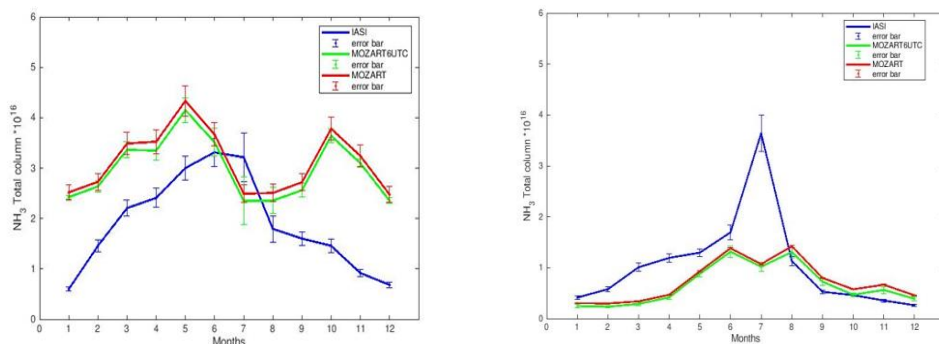 NH3 Total column *10^16
6
5
4
3
2
1
0
0 1 2 3 4 5 6 7 8 9 10 11 12
Months
IASI
error bar
MOZART6UTC
error bar
MOZART
error bar
NH3 Total column *10^16
6
5
4
3
2
1
0
0 1 2 3 4 5 6 7 8 9 10 11 12
Months
IASI
error bar
MOZART6UTC
error bar
MOZART
error bar